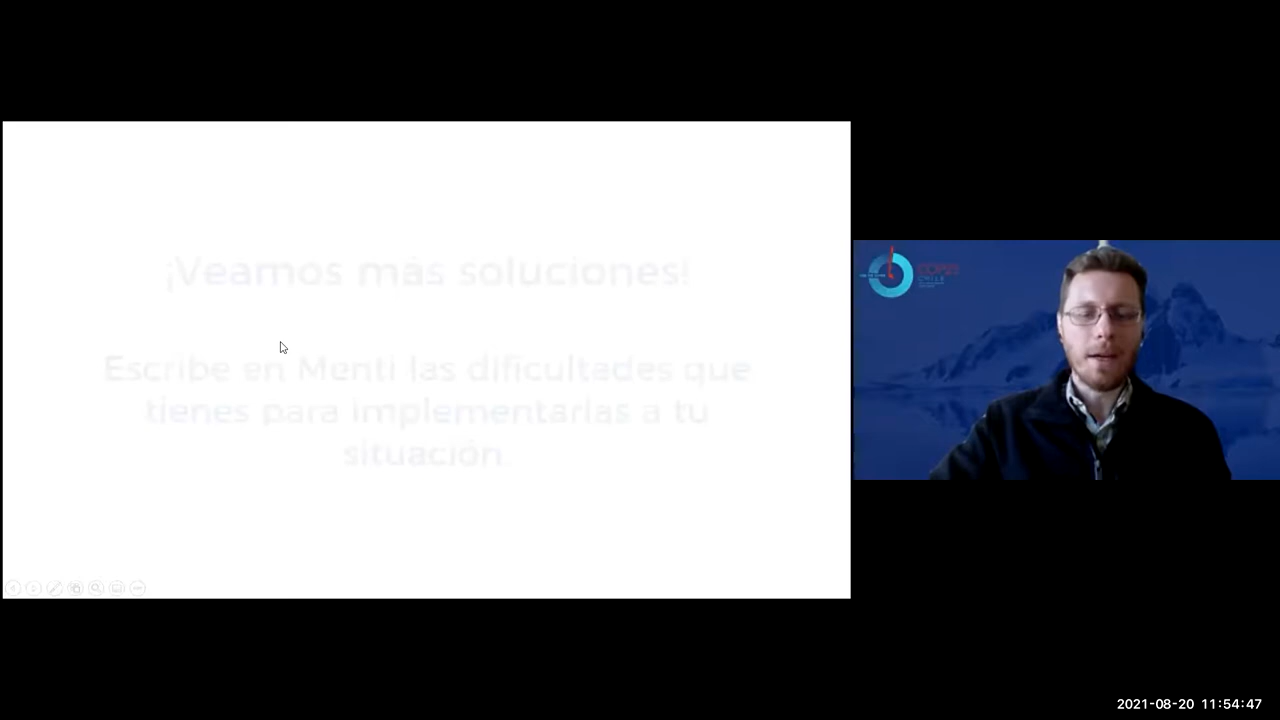 ¡Veamos más soluciones!
Escribe en Menti las dificultades que
tienes para implementarlas a tu
situación.
CHILE
2021-08-20 11:54:47